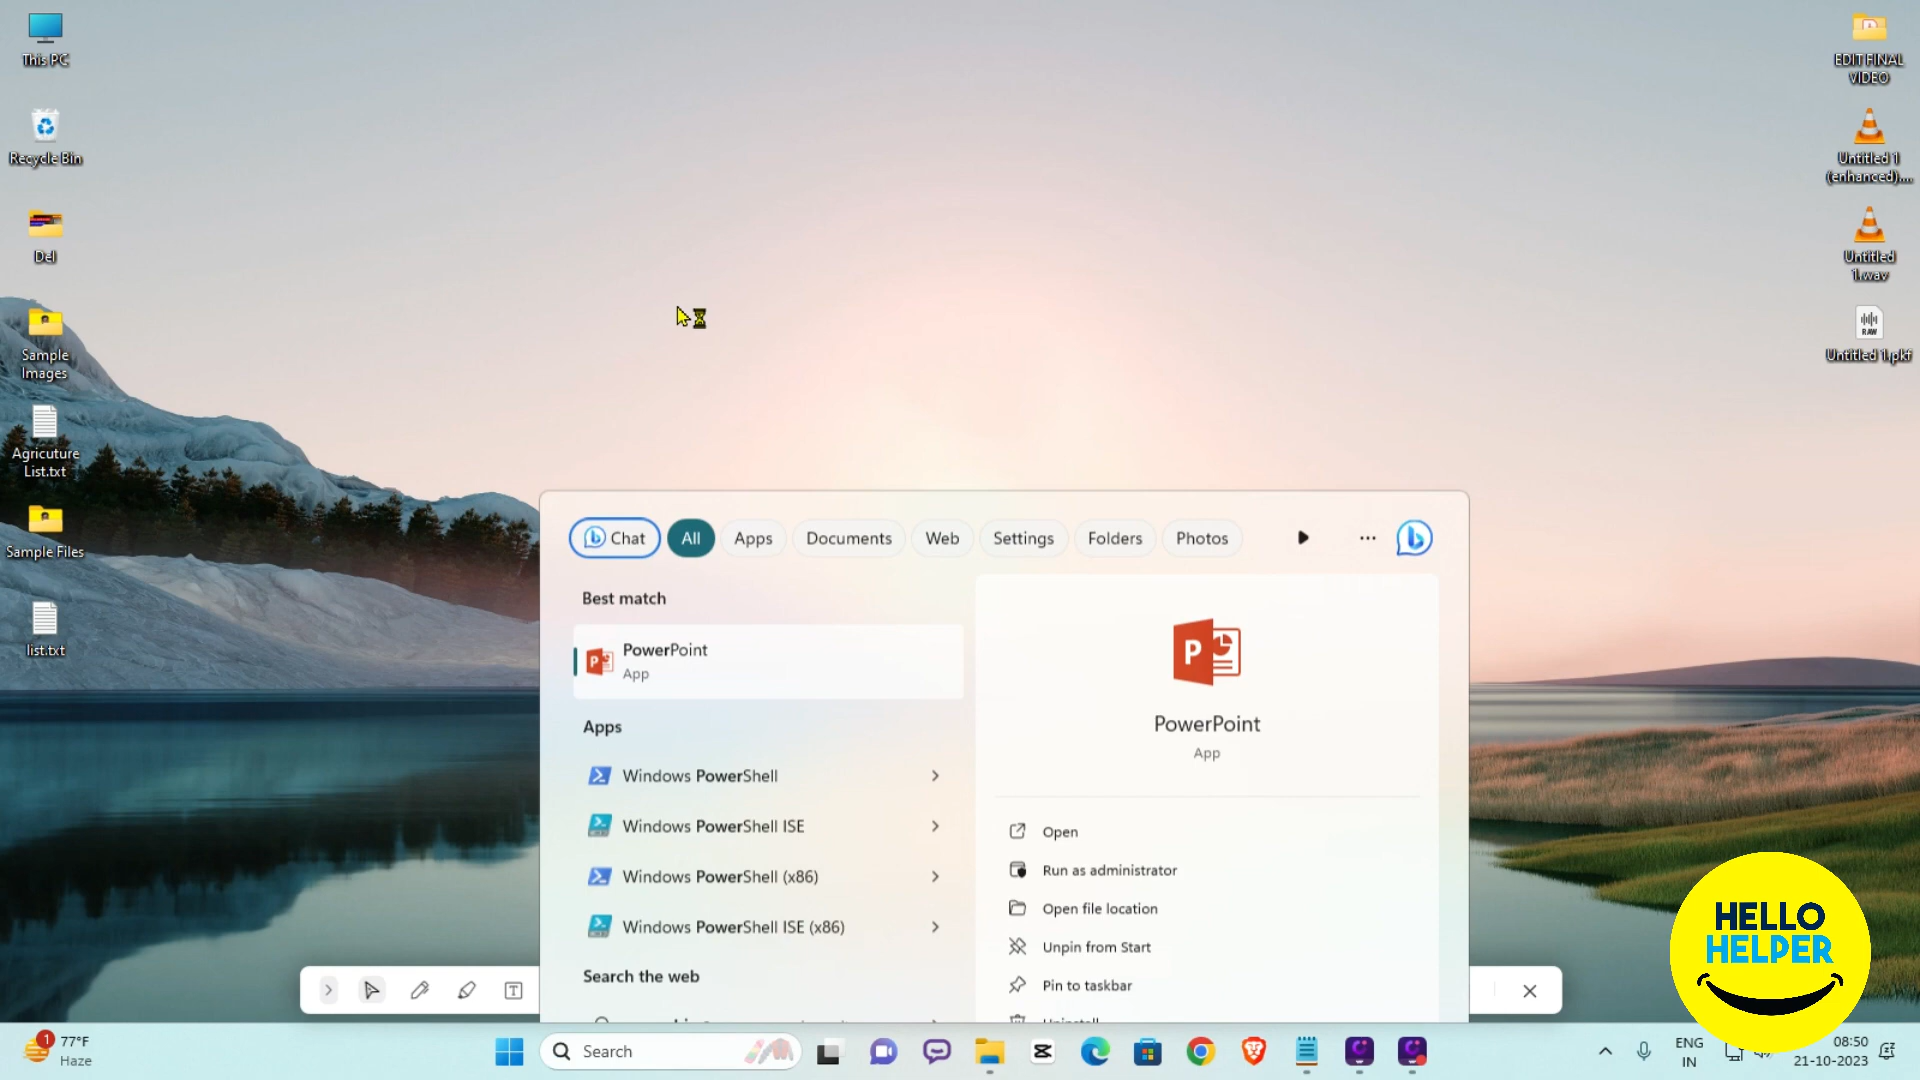 This PC
Recycle Bin
Del
Sample
Images
Agricuture
List.txt
Sample Files
list.txt
EDIT FINAL
VIDEO
Untitled 1
(enhanced)....
Untitled
1.wav
RAW
Untitled 1.pkf
Chat
All
Apps
Documents
Web
Settings
Folders
Photos
Best match
PowerPoint
App
Apps
Windows PowerShell
Windows PowerShell ISE
Windows PowerShell (x86)
Windows PowerShell ISE (x86)
Search the web
PowerPoint
App
Open
Run as administrator
Open file location
Unpin from Start
Pin to taskbar
Uninstall
HELLO
HELPER
1
77°F
Haze
Search
ENG
IN
08:50
21-10-2023